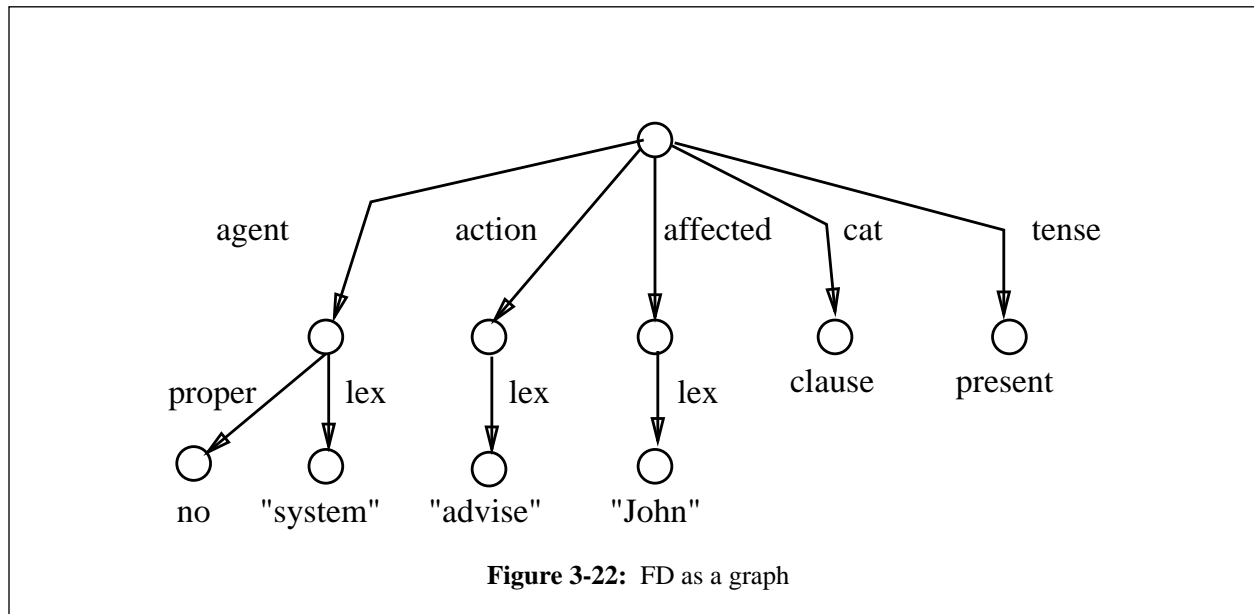 agent action affected cat tense
proper lex lex lex clause present
no "system" "advise" "John"
Figure 3-22: FD as a graph